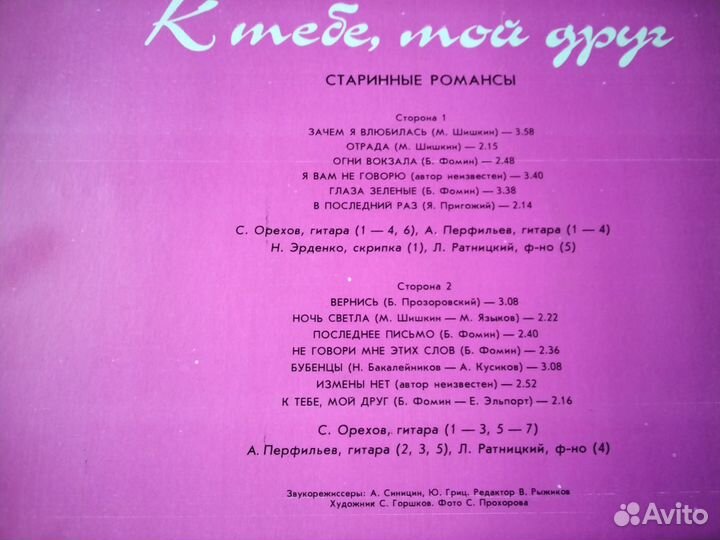 К тебе, мой друг
СТАРИННЫЕ РОМАНСЫ
Сторона 1
ЗАЧЕМ Я ВЛЮБИЛАСЬ (М. Шишкин) — 3.58
ОТРАДА (М. Шишкин) — 2.15
ОГНИ ВОКЗАЛА (Б. Фомин) — 2.48
Я ВАМ НЕ ГОВОРЮ (автор неизвестен) — 3.40
ГЛАЗА ЗЕЛЕНЫЕ (Б. Фомин) — 3.38
В ПОСЛЕДНИЙ РАЗ (Я. Пригожий) — 2.14
С. Орехов, гитара (1 — 4, 6), А. Перфильев, гитара (1 — 4)
Н. Эрденко, скрипка (1), Л. Ратницкий, ф-но (5)
Сторона 2
ВЕРНИСЬ (Б. Прозоровский) — 3.08
НОЧЬ СВЕТЛА (М. Шишкин — М. Языков) — 2.22
ПОСЛЕДНЕЕ ПИСЬМО (Б. Фомин) — 2.40
НЕ ГОВОРИ МНЕ ЭТИХ СЛОВ (Б. Фомин) — 2.36
БУБЕНЦЫ (Н. Бакалейников — А. Кусиков) — 3.08
ИЗМЕНЫ НЕТ (автор неизвестен) — 2.52
К ТЕБЕ, МОЙ ДРУГ (Б. Фомин — Е. Эльпорт) — 2.16
С. Орехов, гитара (1 — 3, 5 — 7)
А. Перфильев, гитара (2, 3, 5), Л. Ратницкий, ф-но (4)
Звукорежиссеры: А. Синицин, Ю. Гриц. Редактор В. Рыжиков
Художник С. Горшков. Фото С. Прохорова
Avito